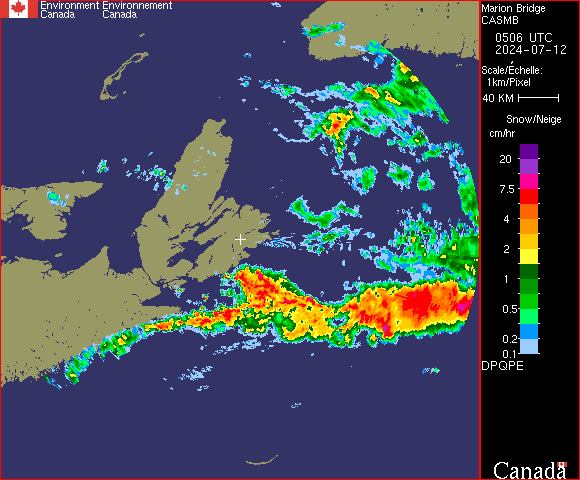 Environment Environnement
Canada Canada
Marion Bridge
CASMB
0506 UTC
2024-07-12
Scale/Échelle:
1km/Pixel
40 KM
Snow/Neige
cm/hr
20
7.5
4
2
1
0.5
0.2
0.1
DPQPE
Canada